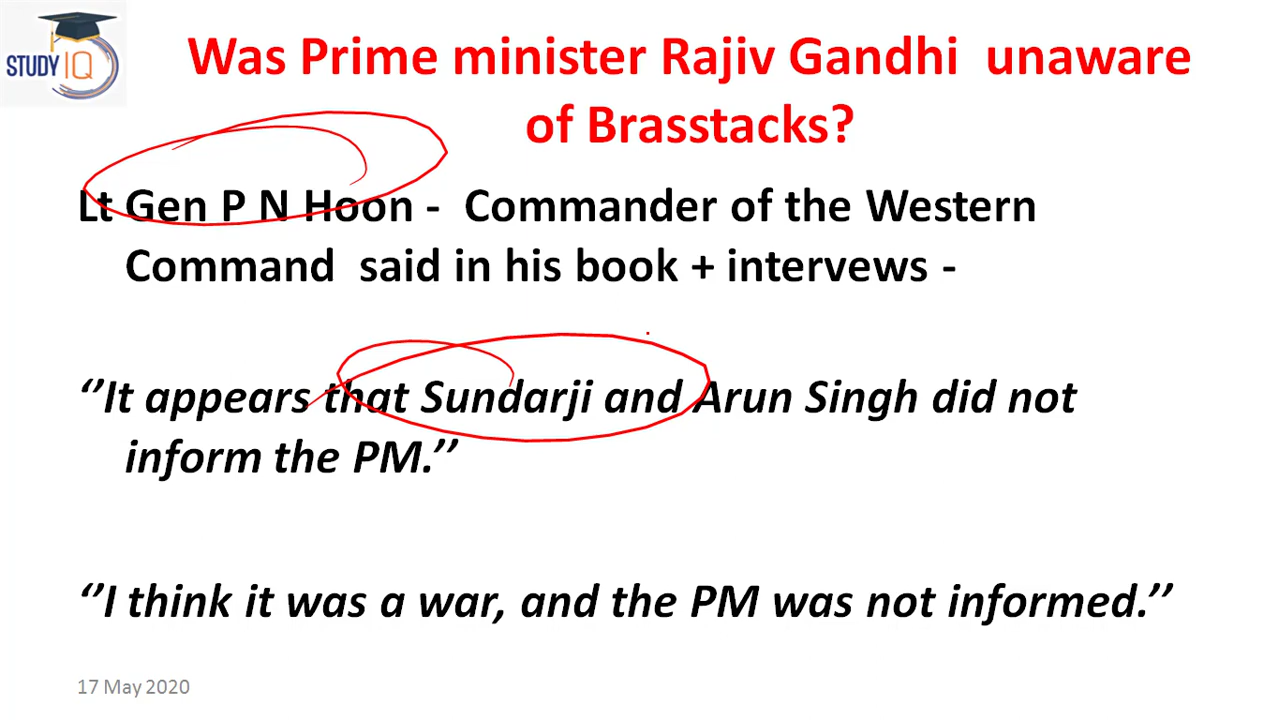 STUDY IQ
Was Prime minister Rajiv Gandhi unaware
of Brasstacks?
Lt Gen P N Hoon - Commander of the Western
Command said in his book + intervews -
‘’It appears that Sundarji and Arun Singh did not
inform the PM.’’
‘’I think it was a war, and the PM was not informed.’’
17 May 2020